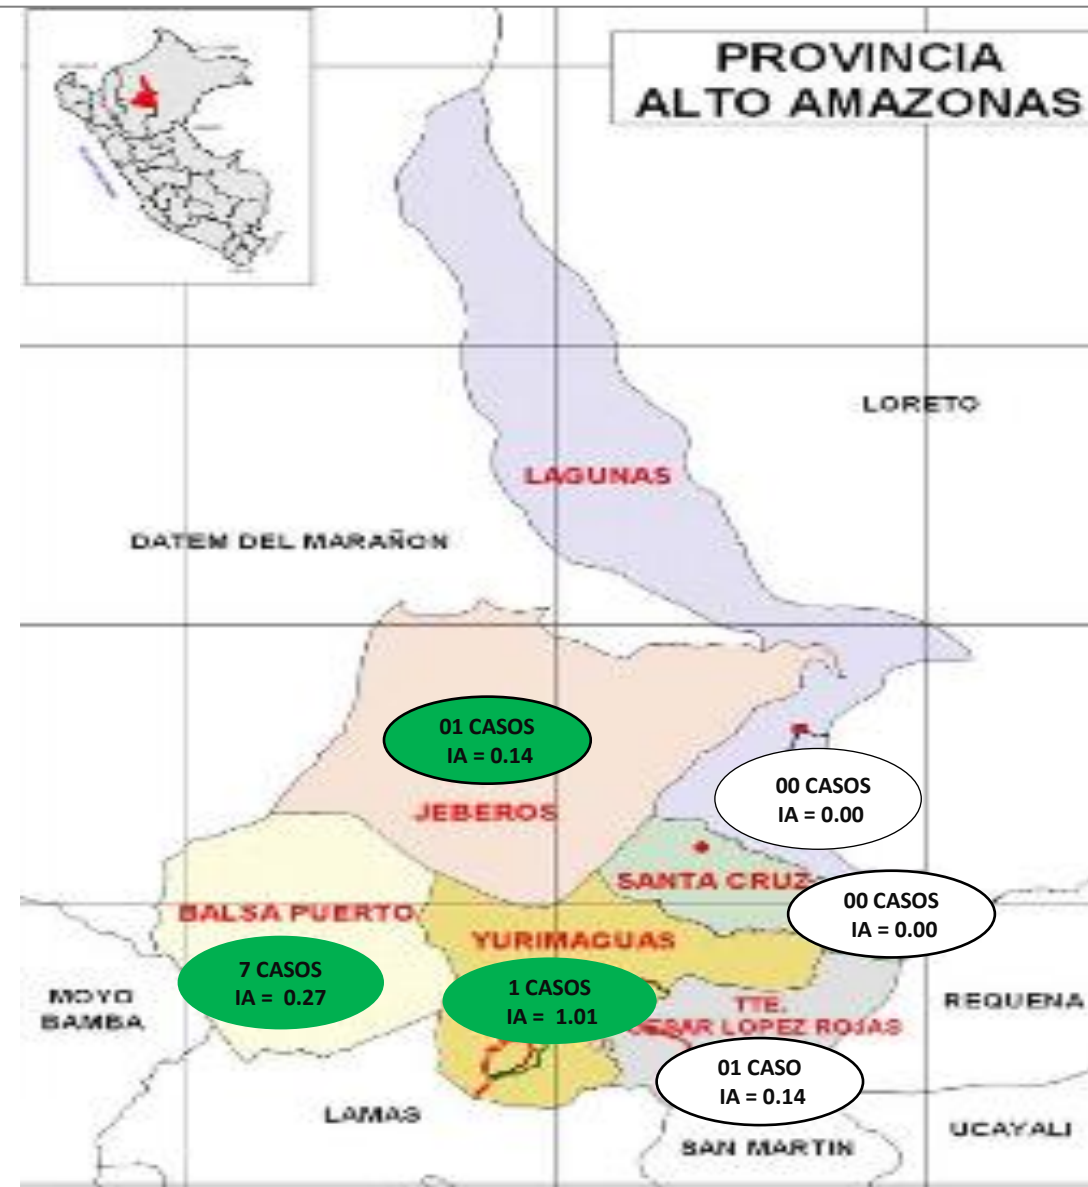 PROVINCIA
ALTO AMAZONAS
LORETO
LAGUNAS
DATEM DEL MARAÑON
01 CASOS
IA = 0.14
JEBEROS
00 CASOS
IA = 0.00
SANTA CRUZ
00 CASOS
IA = 0.00
BALSA PUERTO
YURIMAGUAS
7 CASOS
IA = 0.27
1 CASOS
IA = 1.01
MOYO
BAMBA
TTE.
ESAR LOPEZ ROJAS
REQUENA
01 CASO
IA = 0.14
LAMAS
SAN MARTIN
UCAYALI